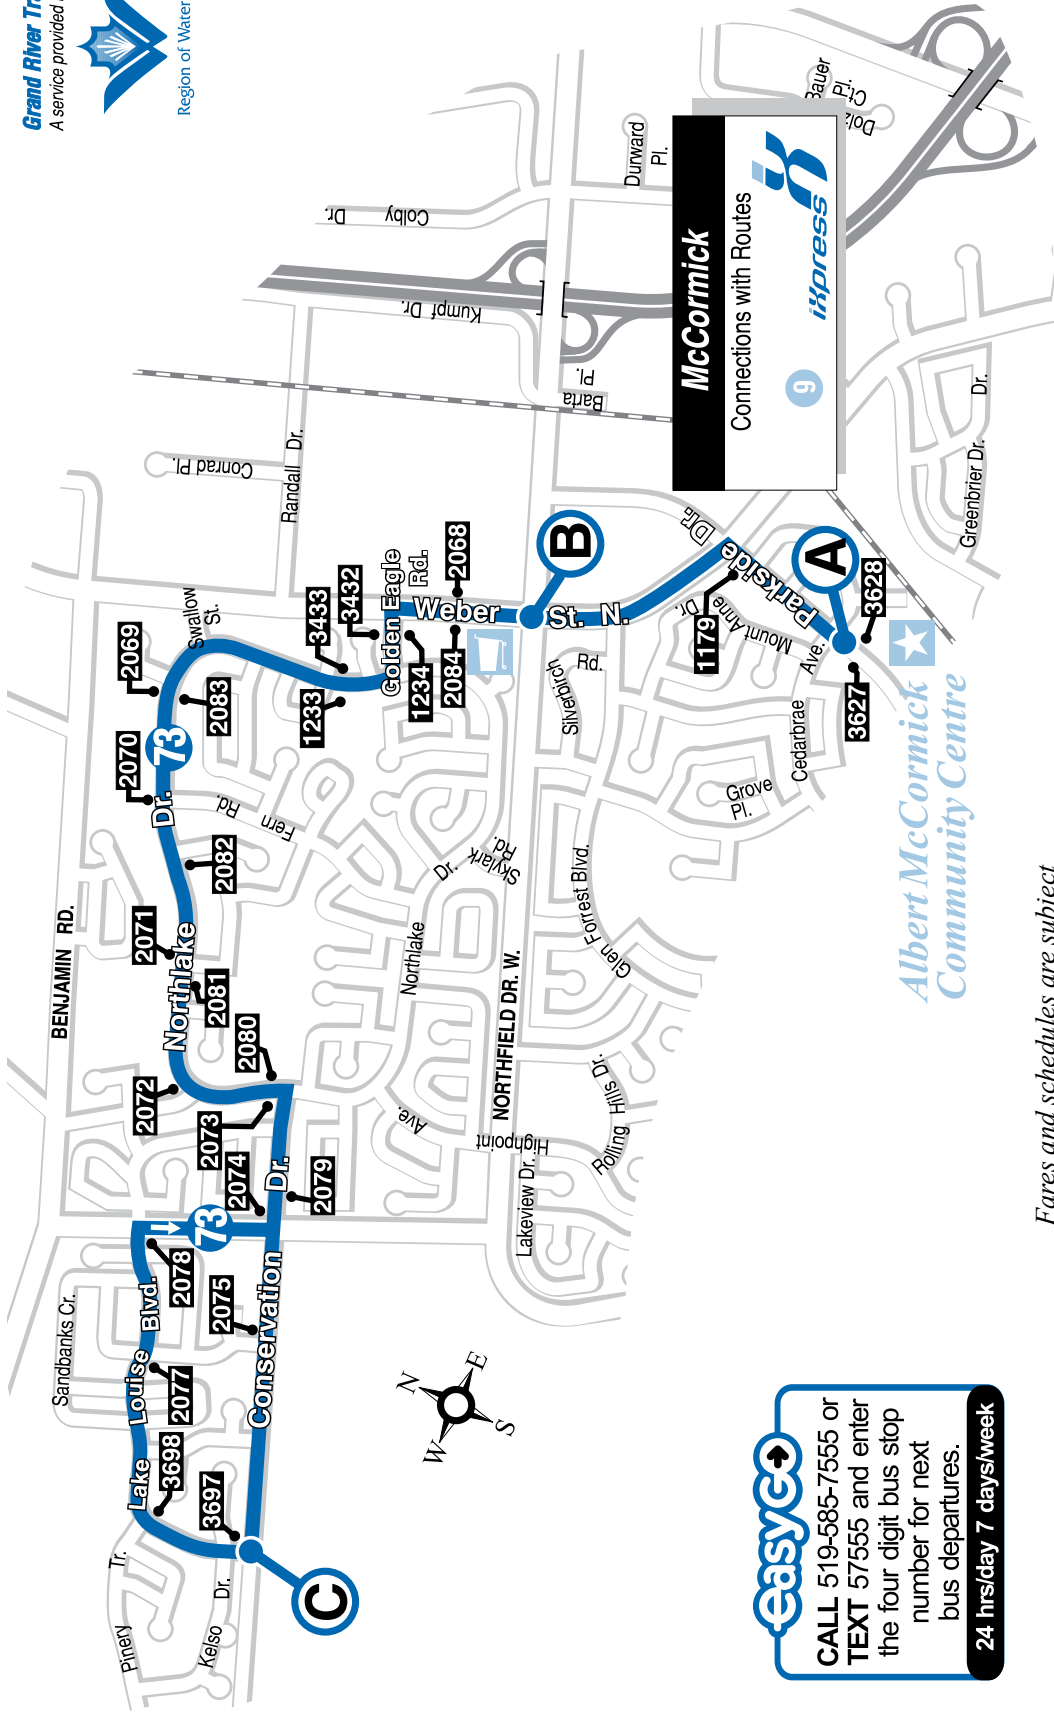 Grand River Tra
A service provided
Region of Water
BENJAMIN RD.
Sandbanks Cr.
Pinery Tr.
Kelso Dr.
Lake Louise Blvd.
Conservation Dr.
Northlake Dr.
73
73
3697
3698
2077
2078
2075
2074
2079
2073
2072
2080
2081
2071
2082
2070
2083
2069
1233
3433
3432
1234
2084
2068
1179
3627
3628
Swallow St.
Fern Rd.
Conrad Pl.
Randall Dr.
Golden Eagle Rd.
Weber St. N.
Parkside Dr.
Colby Dr.
Kumpf Dr.
Barta Pl.
Durward Pl.
Bauer Pl.
Ct.
Northlake Dr.
Skylark Rd.
Ave.
NORTHFIELD DR. W.
Highpoint
Lakeview Dr.
Rolling Hills Dr.
Glen Forrest Blvd.
Silverbirch Rd.
Mount Anne Dr.
Cedarbrae Ave.
Grove Pl.
Greenbrier Dr.
Dr.
A
B
C
McCormick
Connections with Routes
9
iXpress
Albert McCormick
Community Centre
N
E
S
W
easyGO
CALL 519-585-7555 or
TEXT 57555 and enter
the four digit bus stop
number for next
bus departures.
24 hrs/day 7 days/week
Fares and schedules are subject